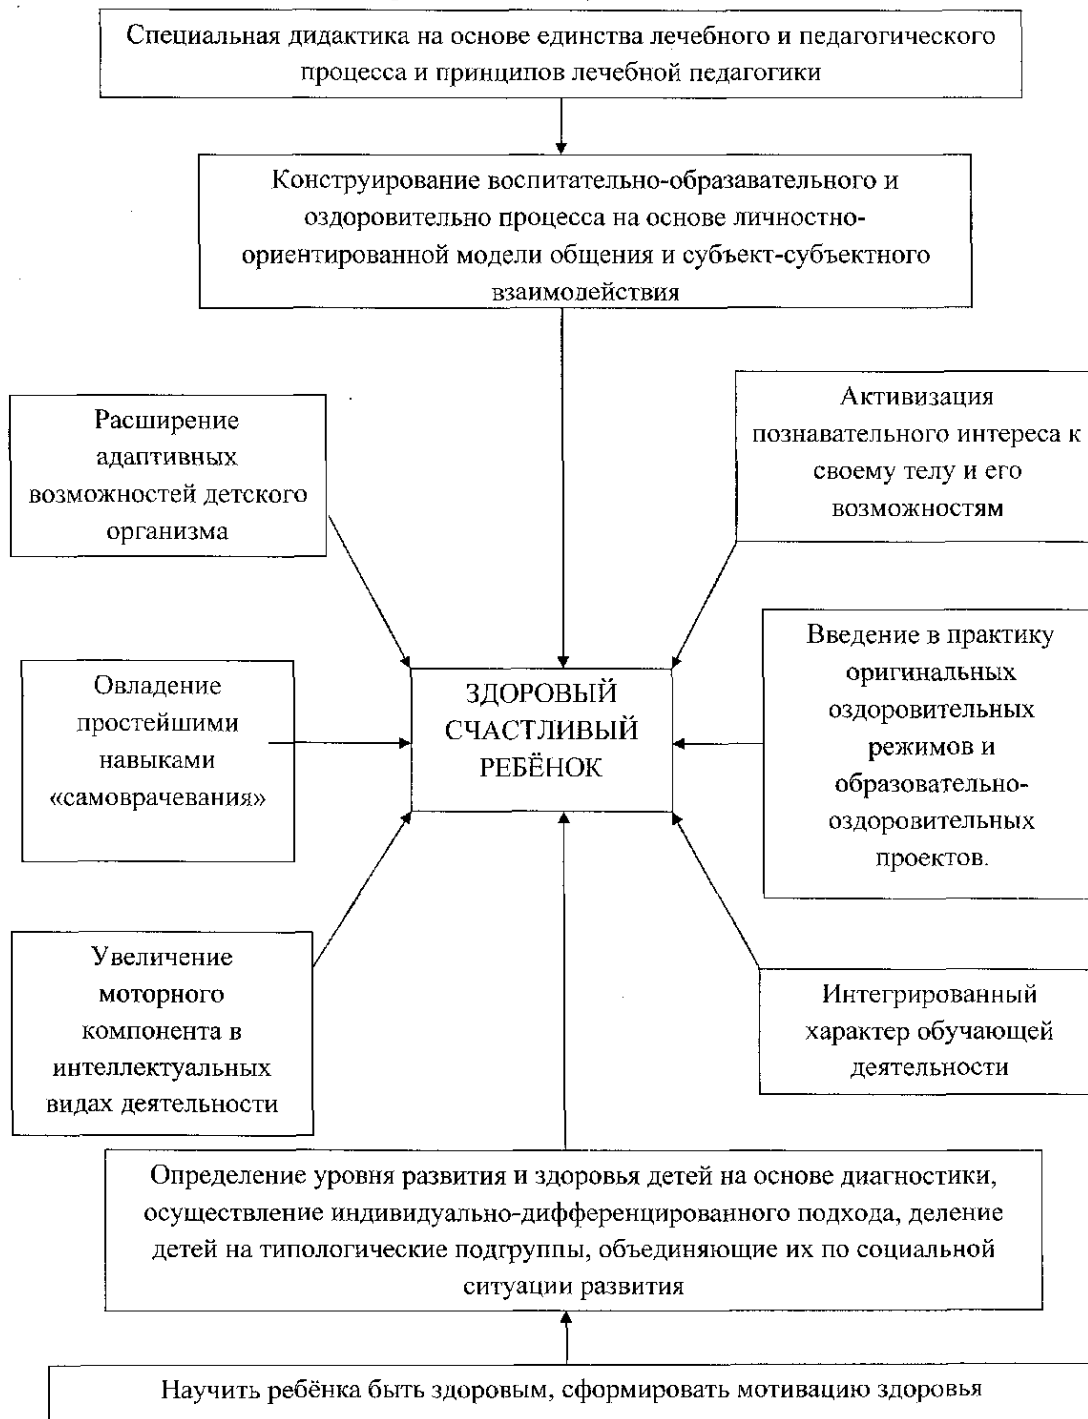 Специальная дидактика на основе единства лечебного и педагогического
процесса и принципов лечебной педагогики
Конструирование воспитательно-образавательного и
оздоровительно процесса на основе личностно-
ориентированной модели общения и субъект-субъектного
взаимодействия
Расширение
адаптивных
возможностей детского
организма
Активизация
познавательного интереса к
своему телу и его
возможностям
Овладение
простейшими
навыками
«самоврачевания»
ЗДОРОВЫЙ
СЧАСТЛИВЫЙ
РЕБЁНОК
Введение в практику
оригинальных
оздоровительных
режимов и
образовательно-
оздоровительных
проектов.
Увеличение
моторного
компонента в
интеллектуальных
видах деятельности
Интегрированный
характер обучающей
деятельности
Определение уровня развития и здоровья детей на основе диагностики,
осуществление индивидуально-дифференцированного подхода, деление
детей на типологические подгруппы, объединяющие их по социальной
ситуации развития
Научить ребёнка быть здоровым, сформировать мотивацию здоровья